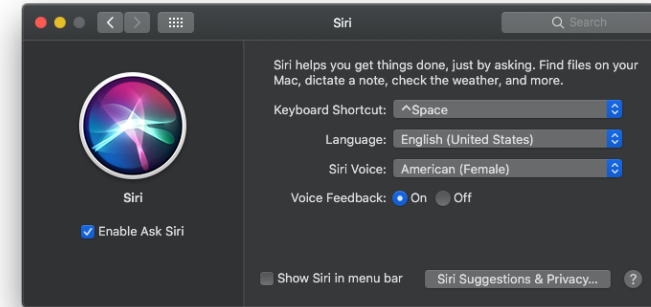 Siri
Search
Siri helps you get things done, just by asking. Find files on your
Mac, dictate a note, check the weather, and more.
Keyboard Shortcut: ^Space
Language: English (United States)
Siri Voice: American (Female)
Voice Feedback: On Off
Siri
Enable Ask Siri
Show Siri in menu bar Siri Suggestions & Privacy... ?